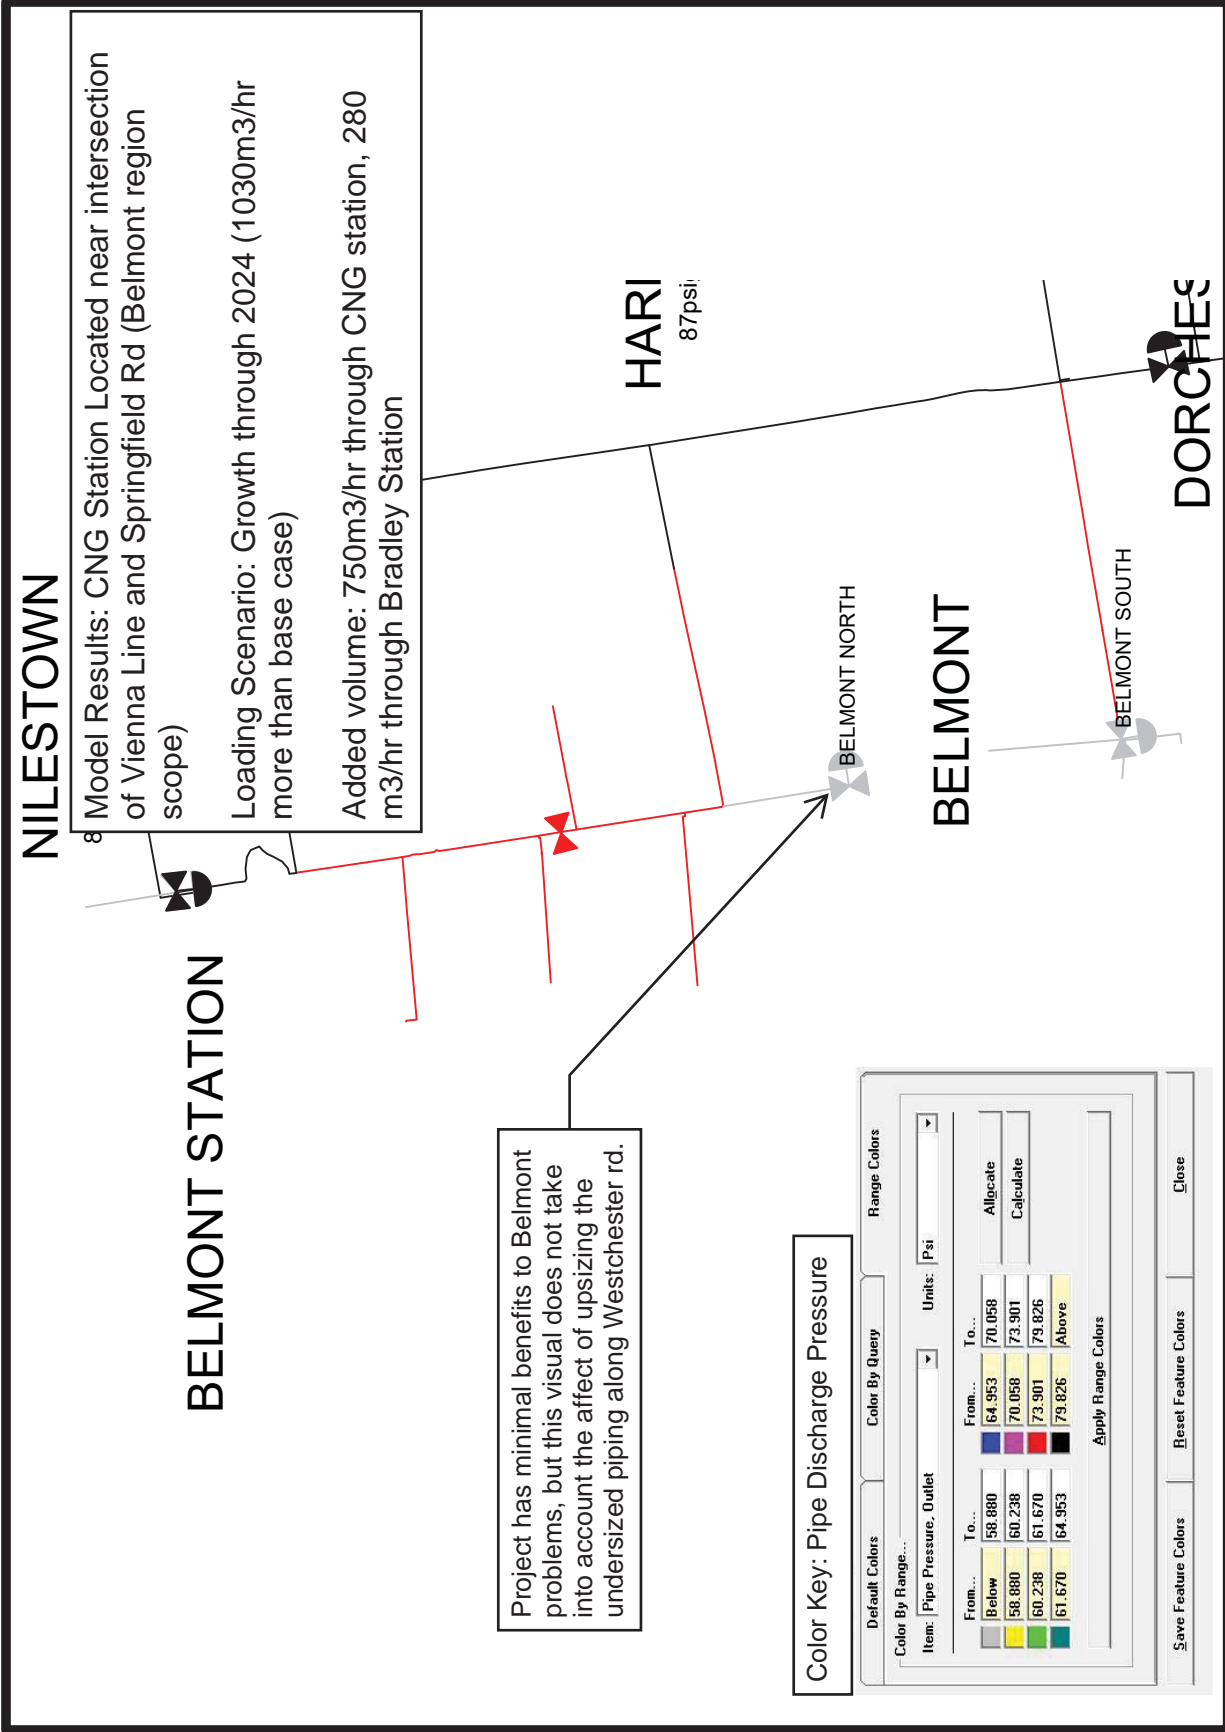 NILESTOWN
8
Model Results: CNG Station Located near intersection
of Vienna Line and Springfield Rd (Belmont region
scope)
Loading Scenario: Growth through 2024 (1030m3/hr
more than base case)
Added volume: 750m3/hr through CNG station, 280
m3/hr through Bradley Station
BELMONT STATION
HARI
87psi
BELMONT NORTH
BELMONT
BELMONT SOUTH
DORCHES
Project has minimal benefits to Belmont
problems, but this visual does not take
into account the affect of upsizing the
undersized piping along Westchester rd.
Color Key: Pipe Discharge Pressure
Default Colors Color By Query Range Colors
Color By Range...
Item: Pipe Pressure, Outlet Units: Psi
From... To... From... To...
Below 58.880 64.953 70.058 Allocate
58.880 60.238 70.058 73.901 Calculate
60.238 61.670 73.901 79.826
61.670 64.953 79.826 Above
Apply Range Colors
Save Feature Colors Reset Feature Colors Close